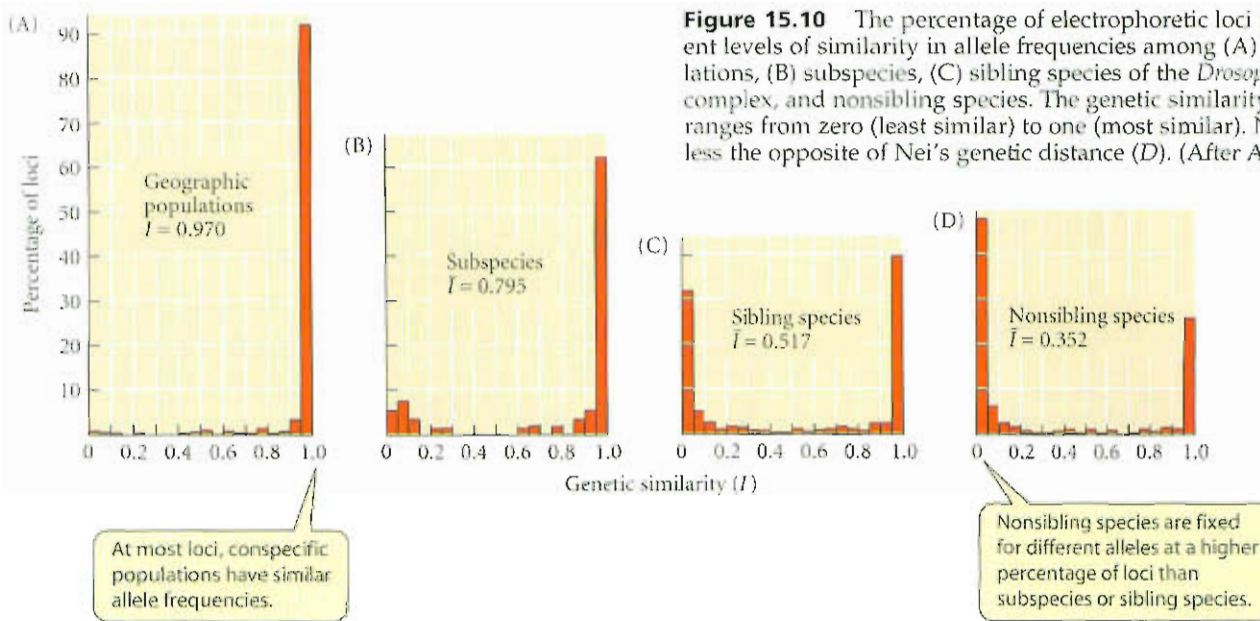 (A)
90
80
70
60
50
40
30
20
10
Percentage of loci
Geographic
populations
I = 0.970
0 0.2 0.4 0.6 0.8 1.0
At most loci, conspecific
populations have similar
allele frequencies.
(B)
Subspecies
Ī = 0.795
0 0.2 0.4 0.6 0.8 1.0
Genetic similarity (I)
Figure 15.10 The percentage of electrophoretic loci
ent levels of similarity in allele frequencies among (A)
lations, (B) subspecies, (C) sibling species of the Drosop
complex, and nonsibling species. The genetic similarity
ranges from zero (least similar) to one (most similar). N
less the opposite of Nei's genetic distance (D). (After A
(C)
Sibling species
Ī = 0.517
0 0.2 0.4 0.6 0.8 1.0
(D)
Nonsibling species
Ī = 0.352
0 0.2 0.4 0.6 0.8 1.0
Nonsibling species are fixed
for different alleles at a higher
percentage of loci than
subspecies or sibling species.